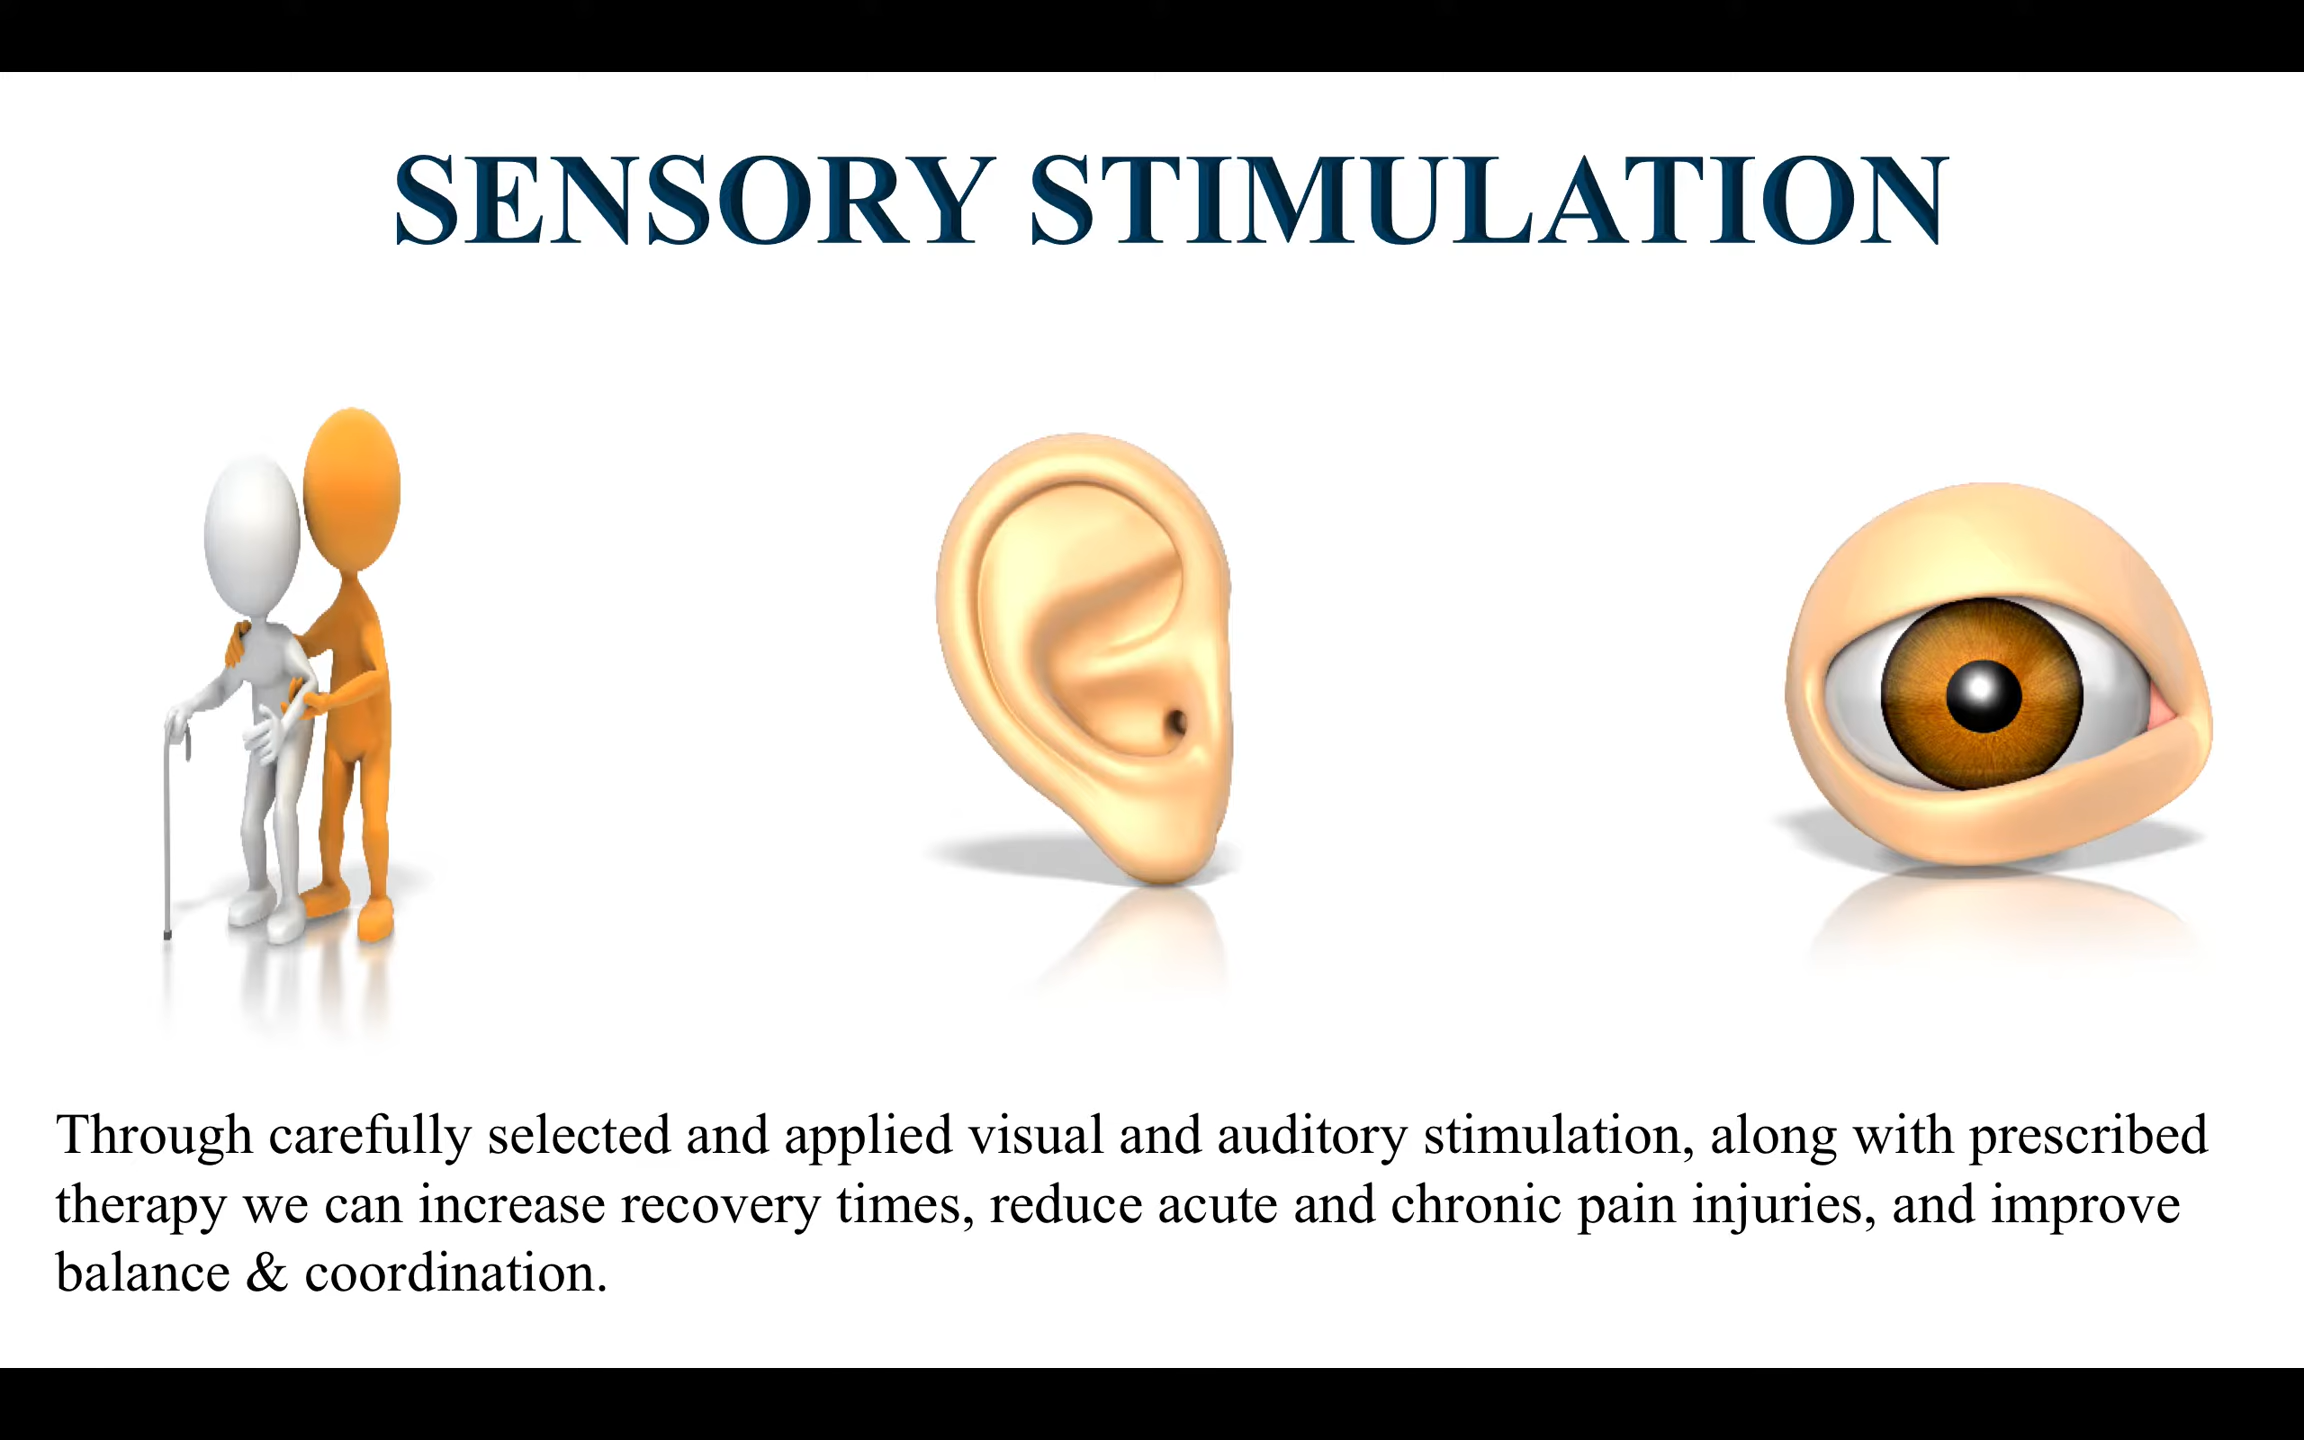 SENSORY STIMULATION
Through carefully selected and applied visual and auditory stimulation, along with prescribed
therapy we can increase recovery times, reduce acute and chronic pain injuries, and improve
balance & coordination.